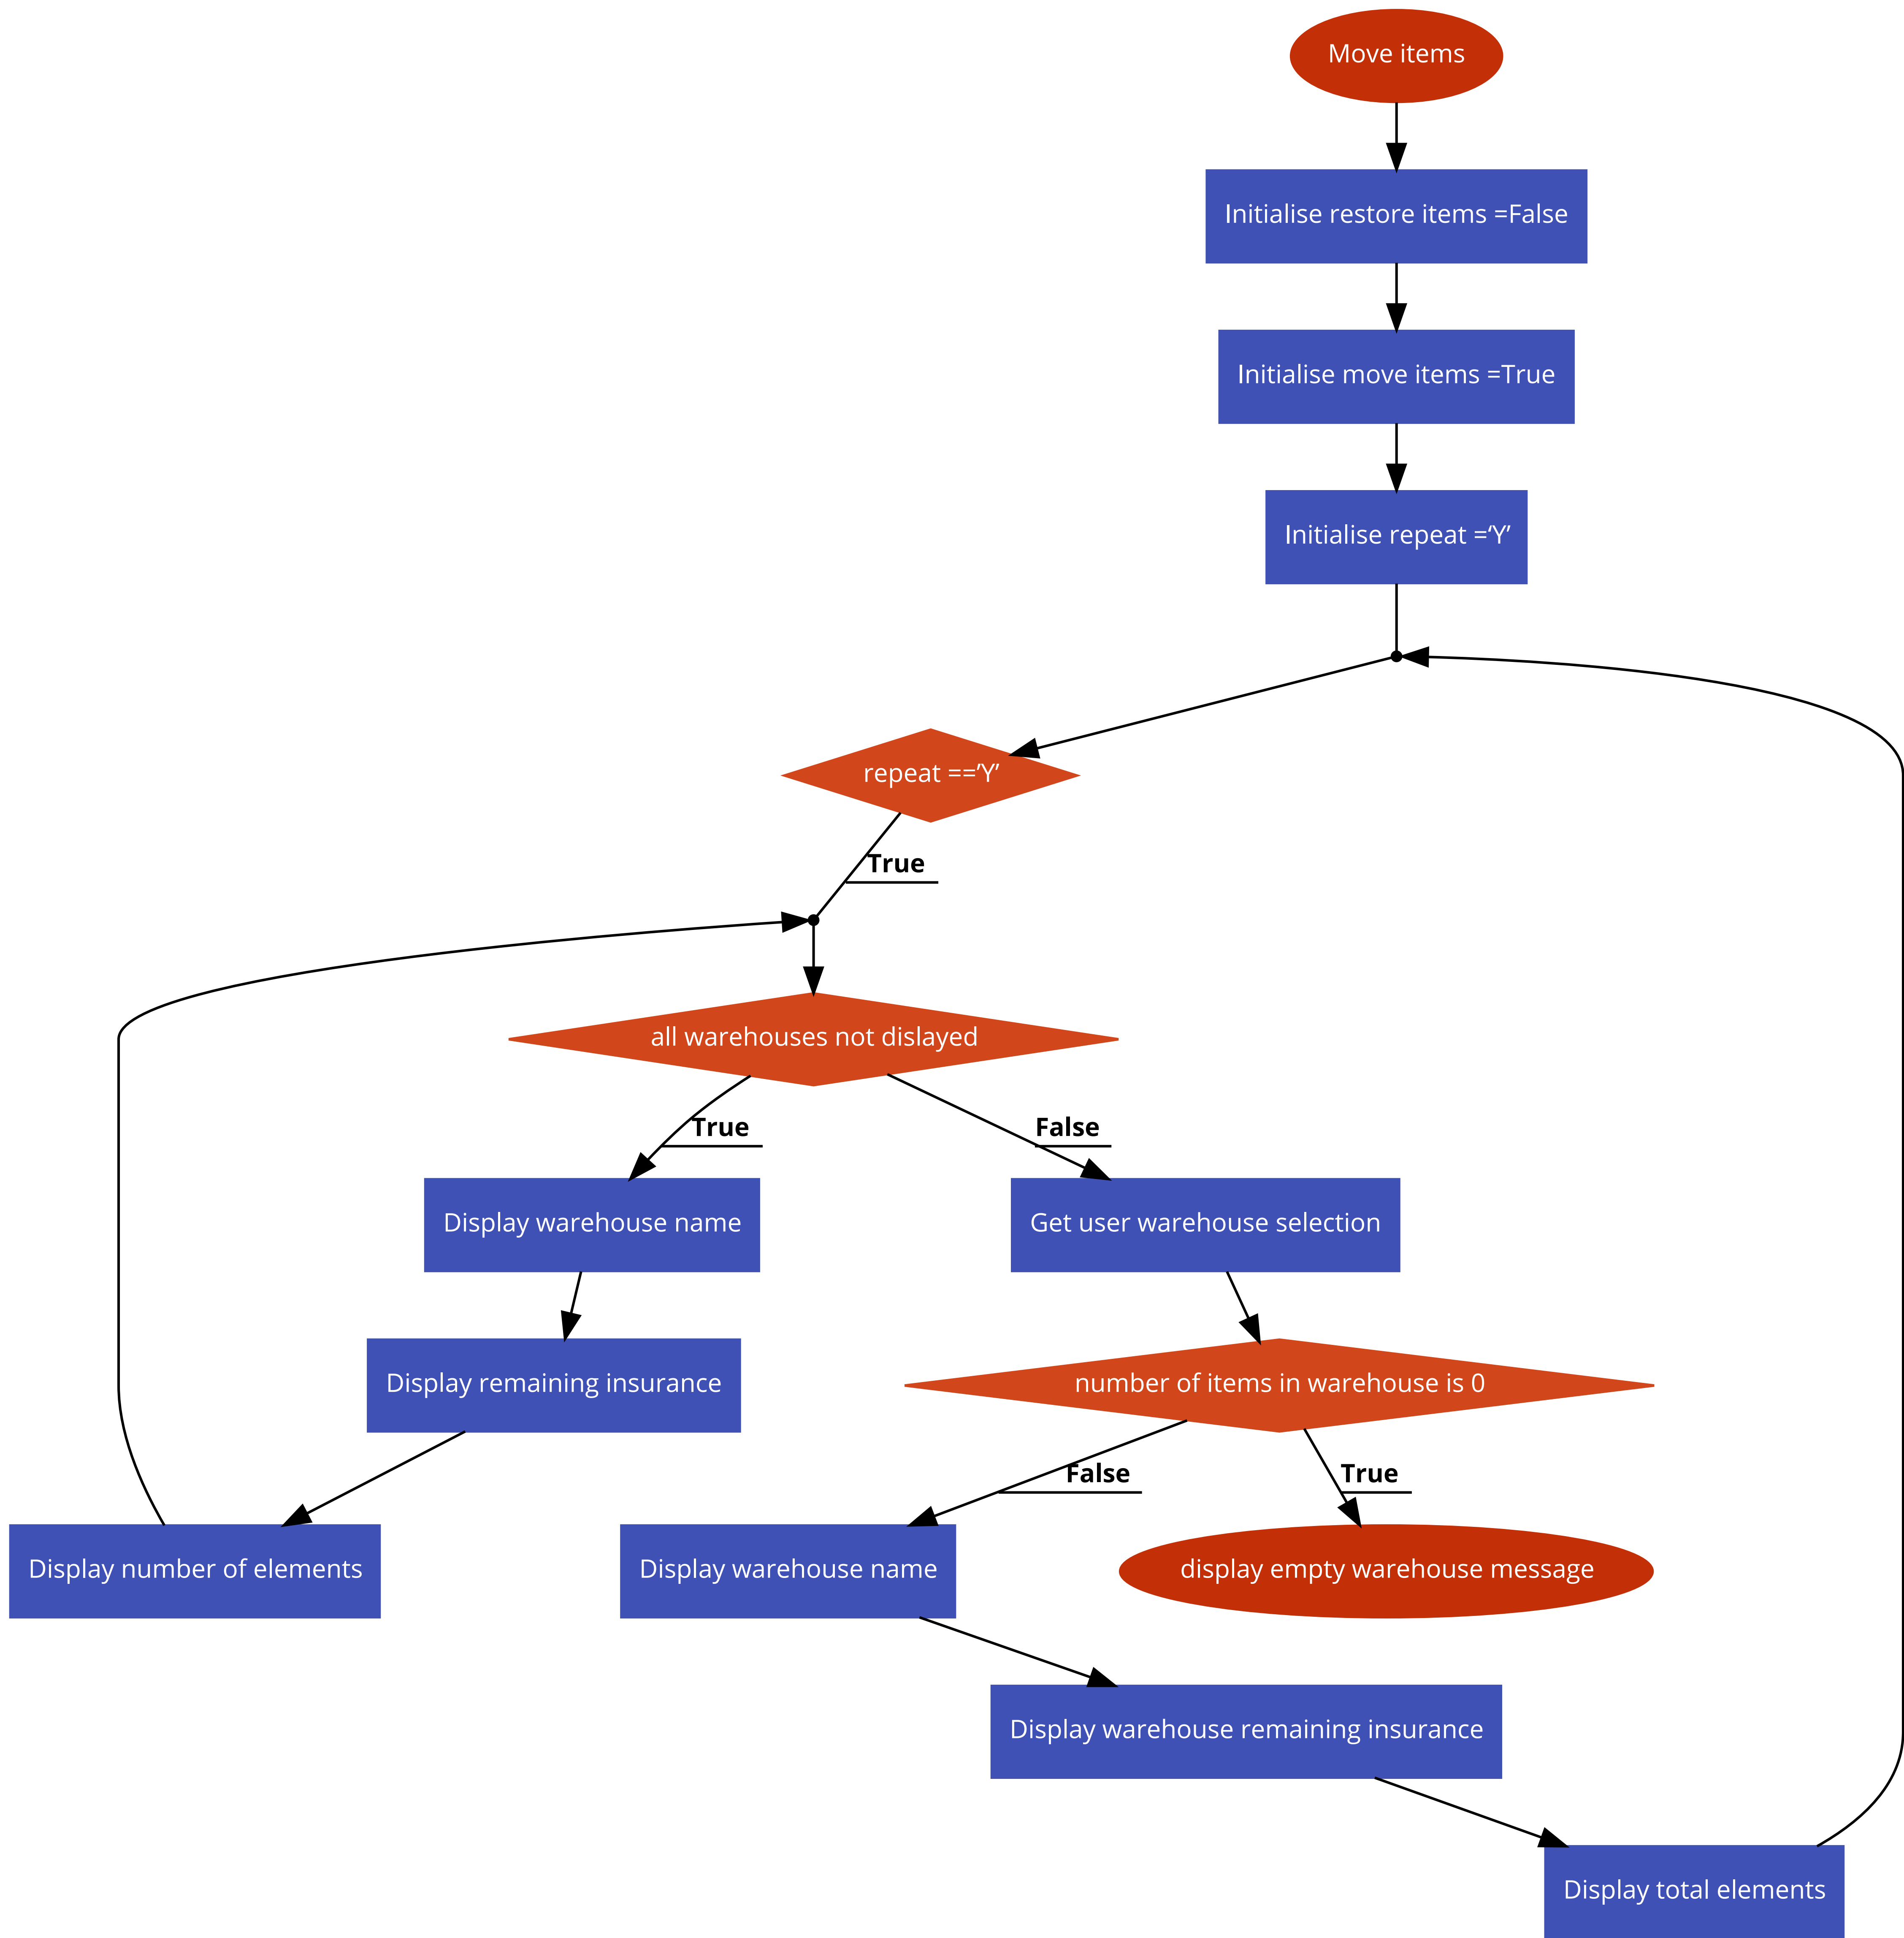 Move items
Initialise restore items =False
Initialise move items =True
Initialise repeat =‘Y’
repeat ==’Y’
True
all warehouses not dislayed
True
False
Display warehouse name
Get user warehouse selection
Display remaining insurance
number of items in warehouse is 0
False
True
Display number of elements
Display warehouse name
display empty warehouse message
Display warehouse remaining insurance
Display total elements